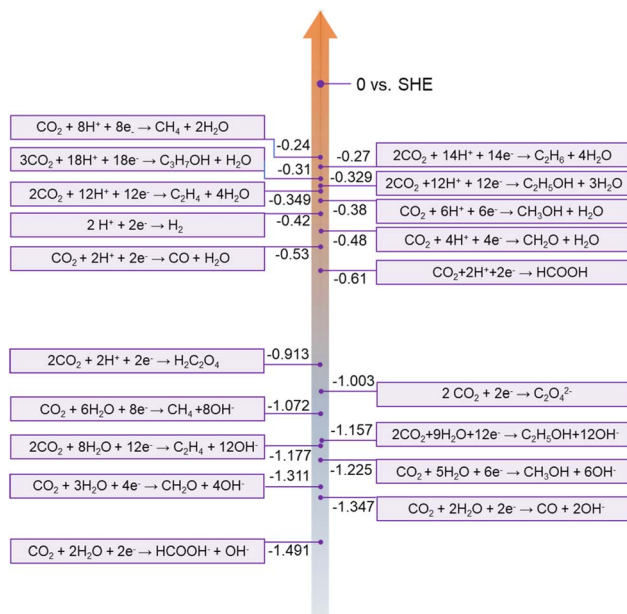 0 vs. SHE
CO₂ + 8H⁺ + 8e₋ → CH₄ + 2H₂O
-0.24
-0.27
2CO₂ + 14H⁺ + 14e⁻ → C₂H₆ + 4H₂O
3CO₂ + 18H⁺ + 18e⁻ → C₃H₇OH + H₂O
-0.31
-0.329
2CO₂ +12H⁺ + 12e⁻ → C₂H₅OH + 3H₂O
2CO₂ + 12H⁺ + 12e⁻ → C₂H₄ + 4H₂O
-0.349
-0.38
CO₂ + 6H⁺ + 6e⁻ → CH₃OH + H₂O
2 H⁺ + 2e⁻ → H₂
-0.42
-0.48
CO₂ + 4H⁺ + 4e⁻ → CH₂O + H₂O
CO₂ + 2H⁺ + 2e⁻ → CO + H₂O
-0.53
-0.61
CO₂+2H⁺+2e⁻ → HCOOH
2CO₂ + 2H⁺ + 2e⁻ → H₂C₂O₄
-0.913
-1.003
2 CO₂ + 2e⁻ → C₂O₄²⁻
CO₂ + 6H₂O + 8e⁻ → CH₄ +8OH⁻
-1.072
-1.157
2CO₂+9H₂O+12e⁻ → C₂H₅OH+12OH⁻
2CO₂ + 8H₂O + 12e⁻ → C₂H₄ + 12OH⁻
-1.177
-1.225
CO₂ + 5H₂O + 6e⁻ → CH₃OH + 6OH⁻
CO₂ + 3H₂O + 4e⁻ → CH₂O + 4OH⁻
-1.311
-1.347
CO₂ + 2H₂O + 2e⁻ → CO + 2OH⁻
CO₂ + 2H₂O + 2e⁻ → HCOOH⁻ + OH⁻
-1.491